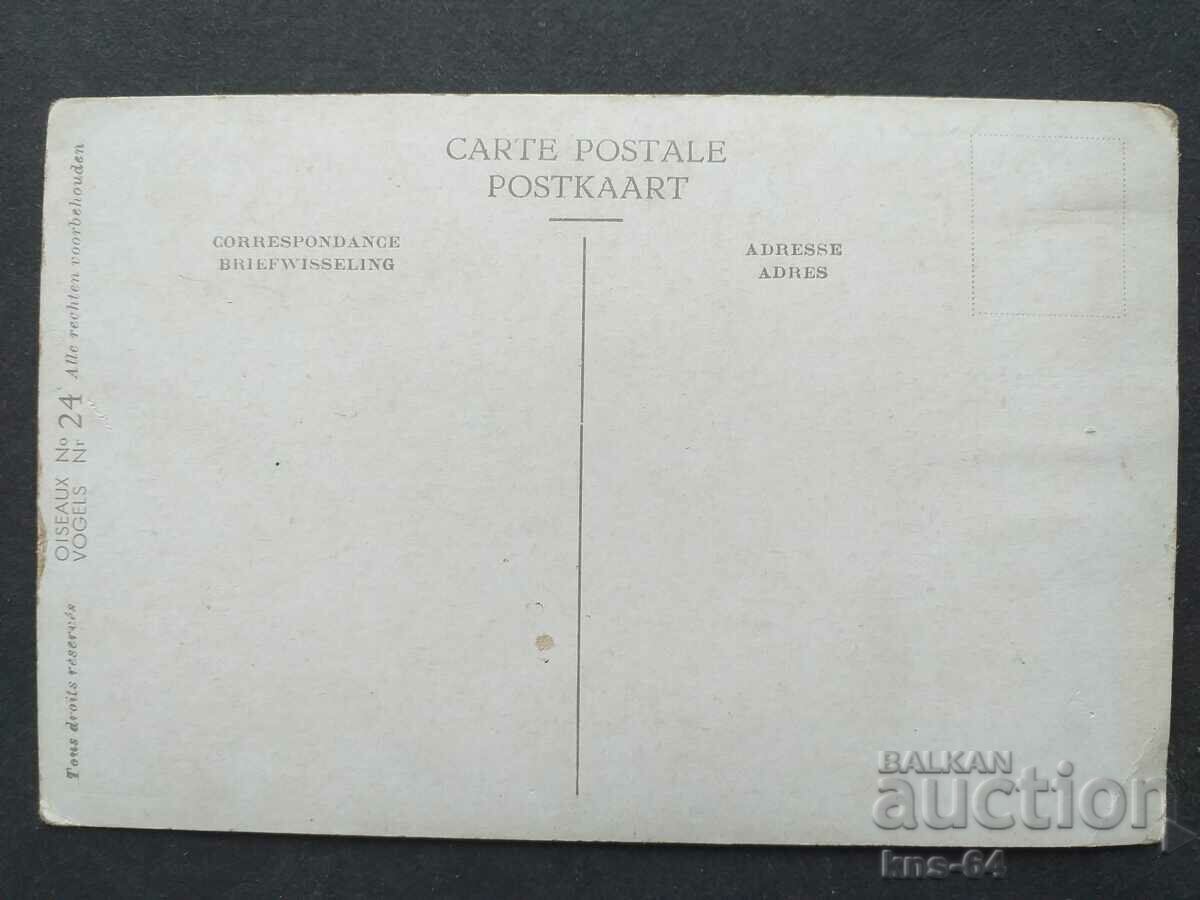 CARTE POSTALE
POSTKAART
CORRESPONDANCE
BRIEFWISSELING
ADRESSE
ADRES
Tous droits réservés
OISEAUX No
VOGELS Nr 24
Alle rechten voorbehouden
BALKAN
auction
kns-64